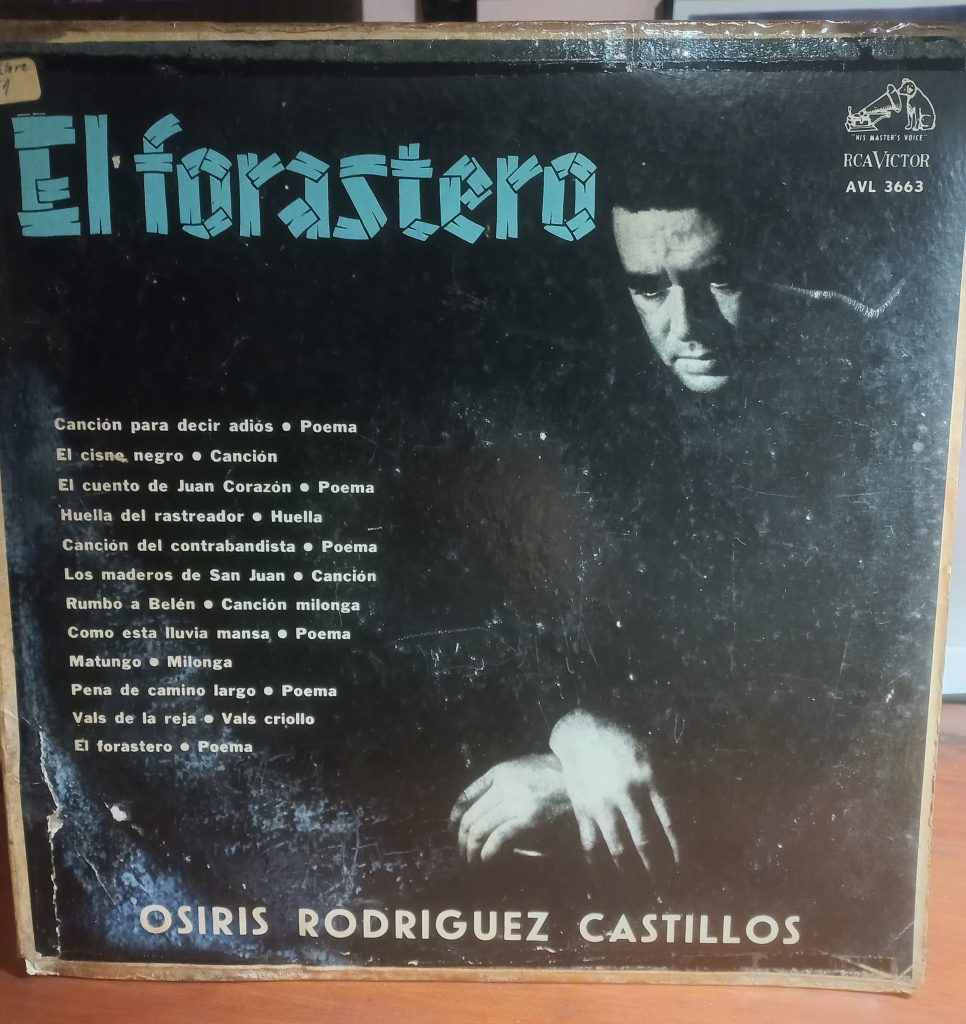 El forastero
"HIS MASTER'S VOICE"
RCA VICTOR
AVL 3663
Canción para decir adiós • Poema
El cisne negro • Canción
El cuento de Juan Corazón • Poema
Huella del rastreador • Huella
Canción del contrabandista • Poema
Los maderos de San Juan • Canción
Rumbo a Belén • Canción milonga
Como esta lluvia mansa • Poema
Matungo • Milonga
Pena de camino largo • Poema
Vals de la reja • Vals criollo
El forastero • Poema
OSIRIS RODRIGUEZ CASTILLOS